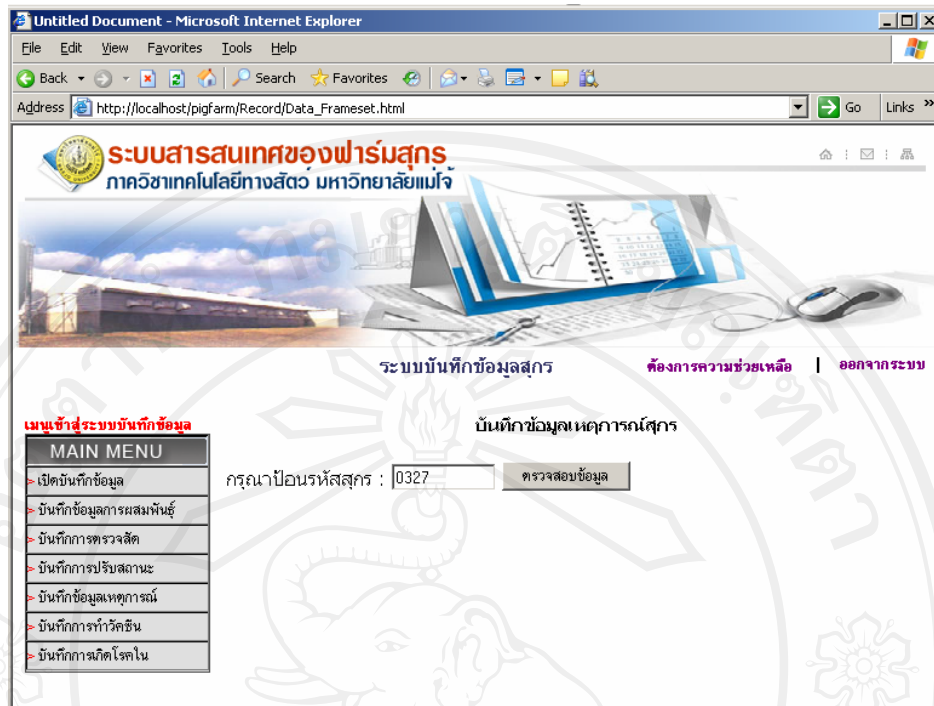 Untitled Document - Microsoft Internet Explorer
File Edit View Favorites Tools Help
Back Search Favorites
Address http://localhost/pigfarm/Record/Data_Frameset.html Go Links »
ระบบสารสนเทศของฟาร์มสุกร
ภาควิชาเทคโนโลยีทางสัตว์ มหาวิทยาลัยแม่โจ้
ระบบบันทึกข้อมูลสุกร ต้องการความช่วยเหลือ | ออกจากระบบ
เมนูเข้าสู่ระบบบันทึกข้อมูล
บันทึกข้อมูลเหตุการณ์สุกร
MAIN MENU
กรุณาป้อนรหัสสุกร : 0327 ตรวจสอบข้อมูล
> เปิดบันทึกข้อมูล
> บันทึกข้อมูลการผสมพันธุ์
> บันทึกการตรวจสัด
> บันทึกการปรับสถานะ
> บันทึกข้อมูลเหตุการณ์
> บันทึกการทำวัคซีน
> บันทึกการเกิดโรคใน